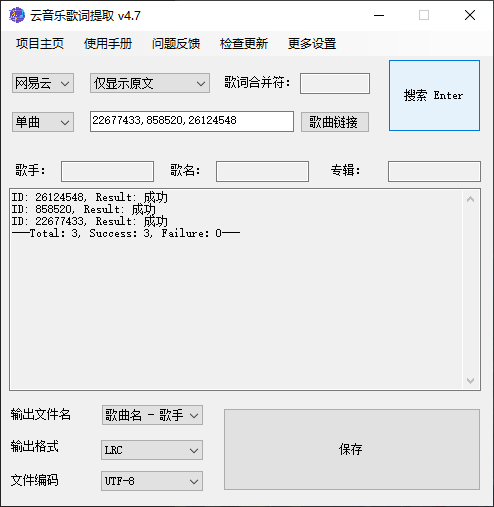 云音乐歌词提取 v4.7
项目主页 使用手册 问题反馈 检查更新 更多设置
网易云 仅显示原文 歌词合并符: 搜索 Enter
单曲 22677433,858520,26124548 歌曲链接
歌手: 歌名: 专辑:
ID: 26124548, Result: 成功
ID: 858520, Result: 成功
ID: 22677433, Result: 成功
---Total: 3, Success: 3, Failure: 0---
输出文件名 歌曲名 - 歌手
输出格式 LRC
保存
文件编码 UTF-8